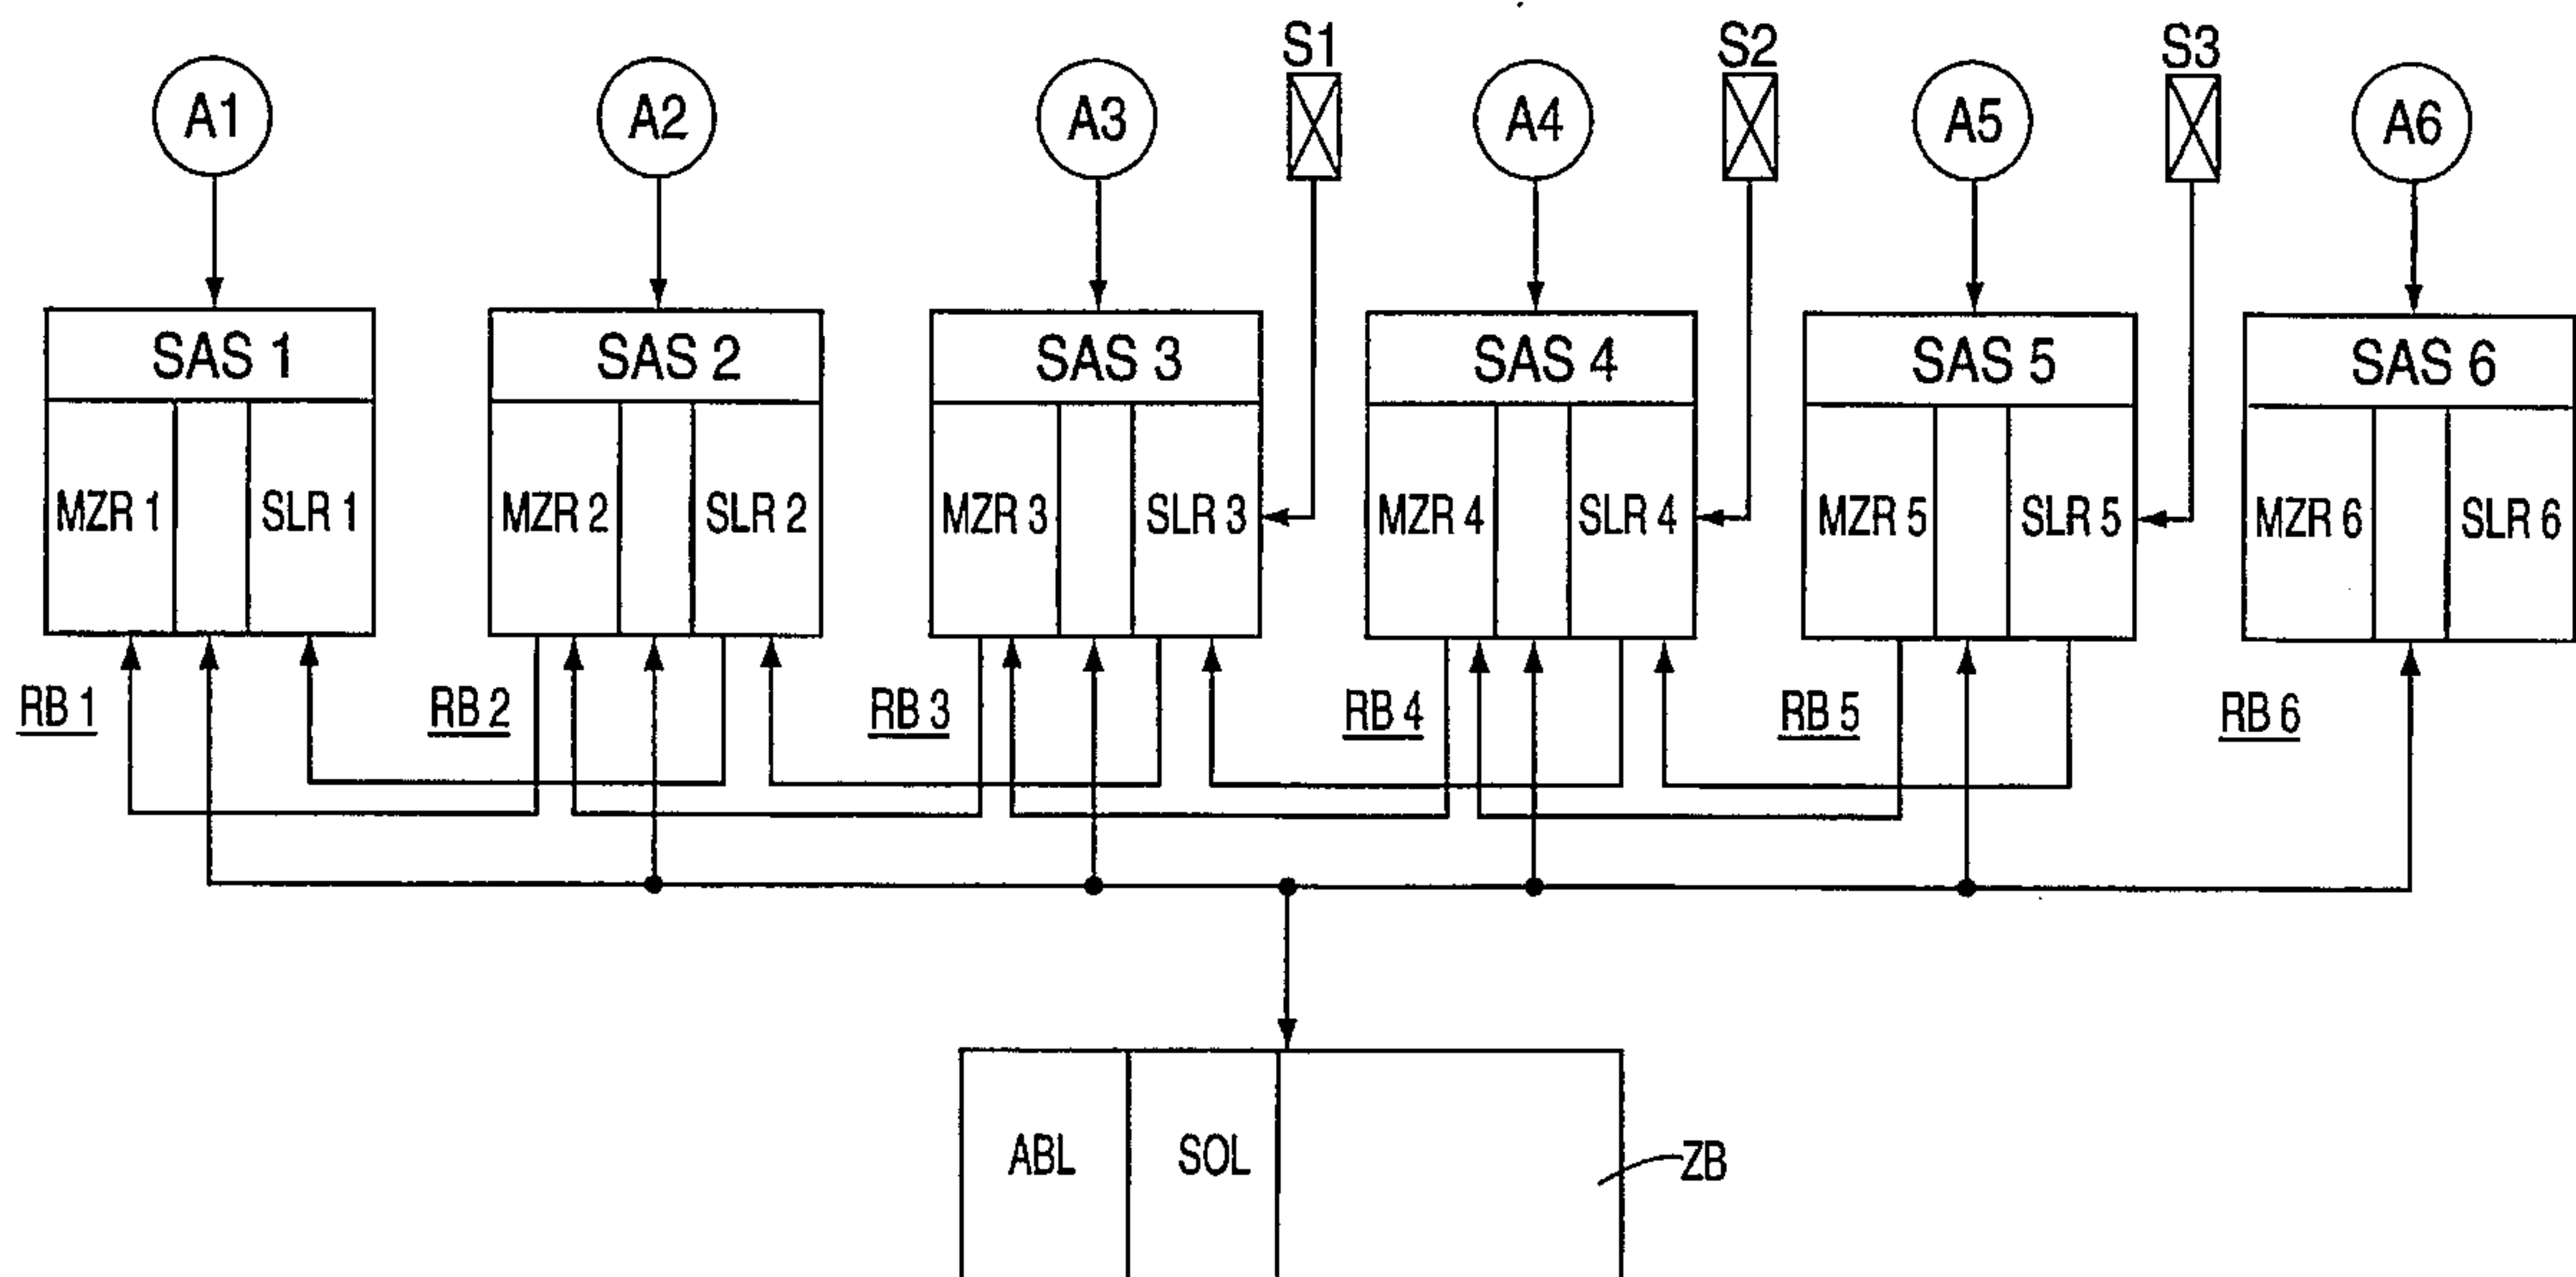 S1 S2 S3
A1 A2 A3 A4 A5 A6
SAS 1 SAS 2 SAS 3 SAS 4 SAS 5 SAS 6
MZR 1 SLR 1 MZR 2 SLR 2 MZR 3 SLR 3 MZR 4 SLR 4 MZR 5 SLR 5 MZR 6 SLR 6
RB 1 RB 2 RB 3 RB 4 RB 5 RB 6
ABL SOL ZB